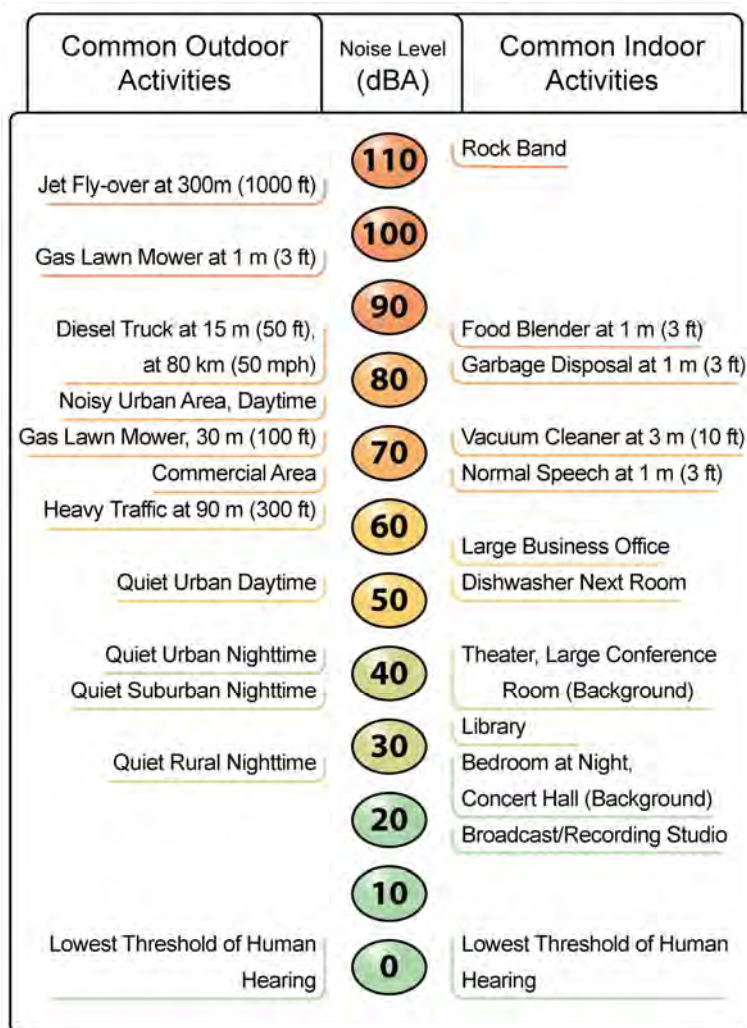 Common Outdoor
Activities
Noise Level
(dBA)
Common Indoor
Activities
110
Rock Band
Jet Fly-over at 300m (1000 ft)
100
Gas Lawn Mower at 1 m (3 ft)
90
Diesel Truck at 15 m (50 ft),
at 80 km (50 mph)
Food Blender at 1 m (3 ft)
80
Garbage Disposal at 1 m (3 ft)
Noisy Urban Area, Daytime
Gas Lawn Mower, 30 m (100 ft)
70
Vacuum Cleaner at 3 m (10 ft)
Commercial Area
Normal Speech at 1 m (3 ft)
Heavy Traffic at 90 m (300 ft)
60
Large Business Office
Quiet Urban Daytime
50
Dishwasher Next Room
Quiet Urban Nighttime
40
Theater, Large Conference
Room (Background)
Quiet Suburban Nighttime
30
Library
Quiet Rural Nighttime
Bedroom at Night,
Concert Hall (Background)
20
Broadcast/Recording Studio
10
Lowest Threshold of Human
Hearing
0
Lowest Threshold of Human
Hearing